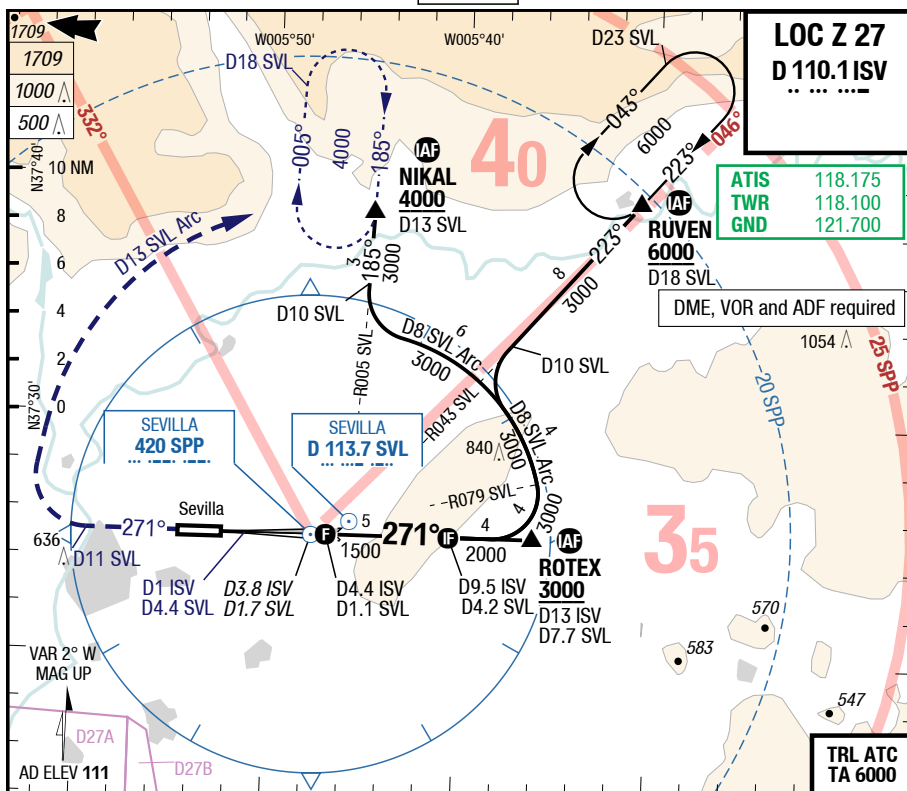 1709
1709
1000
500
N37°40'
10 NM
8
6
4
2
0
N37°30'
W005°50'
W005°40'
332°
D18 SVL
005°
4000
185°
IAF
NIKAL
4000
D13 SVL
40
D23 SVL
043°
6000
223°
046°
LOC Z 27
D 110.1 ISV
ATIS 118.175
TWR 118.100
GND 121.700
IAF
RUVEN
6000
D18 SVL
DME, VOR and ADF required
1054
25 SPP
20 SPP
D13 SVL Arc
3
185°
3000
D10 SVL
R005 SVL
D8 SVL Arc
6
3000
8
223°
3000
D10 SVL
R043 SVL
D8 SVL Arc
4
3000
840
R079 SVL
4
3000
SEVILLA
420 SPP
SEVILLA
D 113.7 SVL
636
D11 SVL
271°
Sevilla
F
5
1500
271°
IF
4
2000
IAF
ROTEX
3000
D13 ISV
D7.7 SVL
35
D1 ISV
D4.4 SVL
D3.8 ISV
D1.7 SVL
D4.4 ISV
D1.1 SVL
D9.5 ISV
D4.2 SVL
570
583
547
VAR 2° W
MAG UP
D27A
D27B
AD ELEV 111
TRL ATC
TA 6000